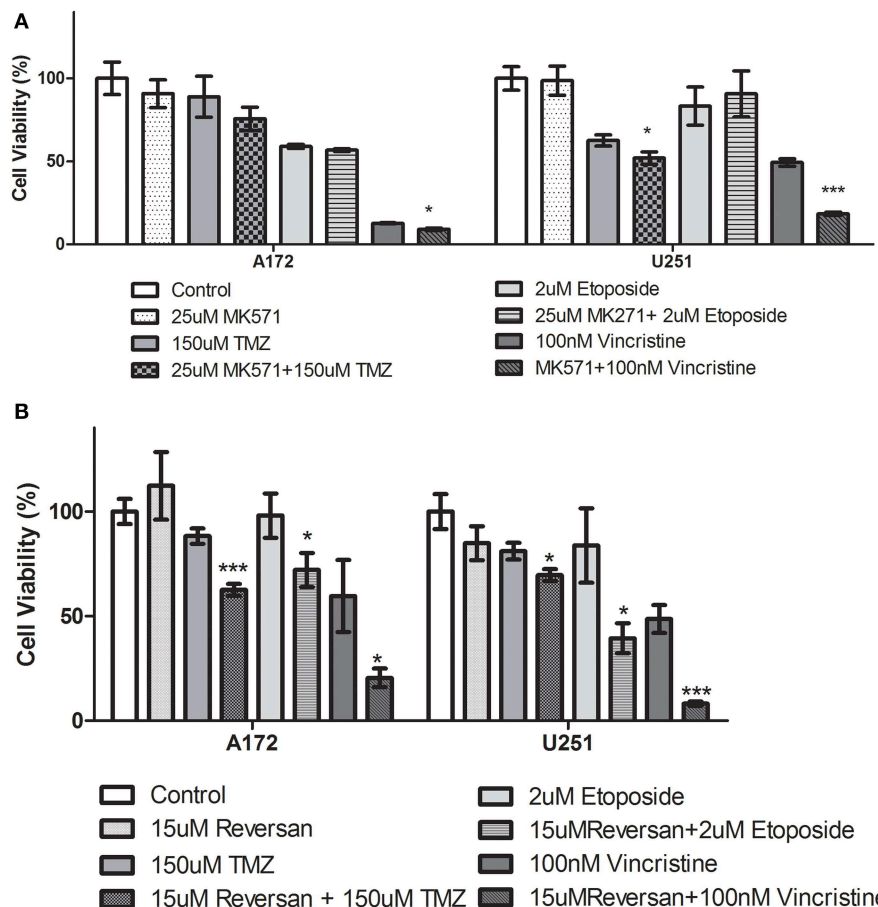 A
Cell Viability (%)
100
50
0
*
*
***
A172
U251
Control
25uM MK571
150uM TMZ
25uM MK571+150uM TMZ
2uM Etoposide
25uM MK271+ 2uM Etoposide
100nM Vincristine
MK571+100nM Vincristine
B
Cell Viability (%)
100
50
0
***
*
*
*
*
***
A172
U251
Control
15uM Reversan
150uM TMZ
15uM Reversan + 150uM TMZ
2uM Etoposide
15uMReversan+2uM Etoposide
100nM Vincristine
15uMReversan+100nM Vincristine